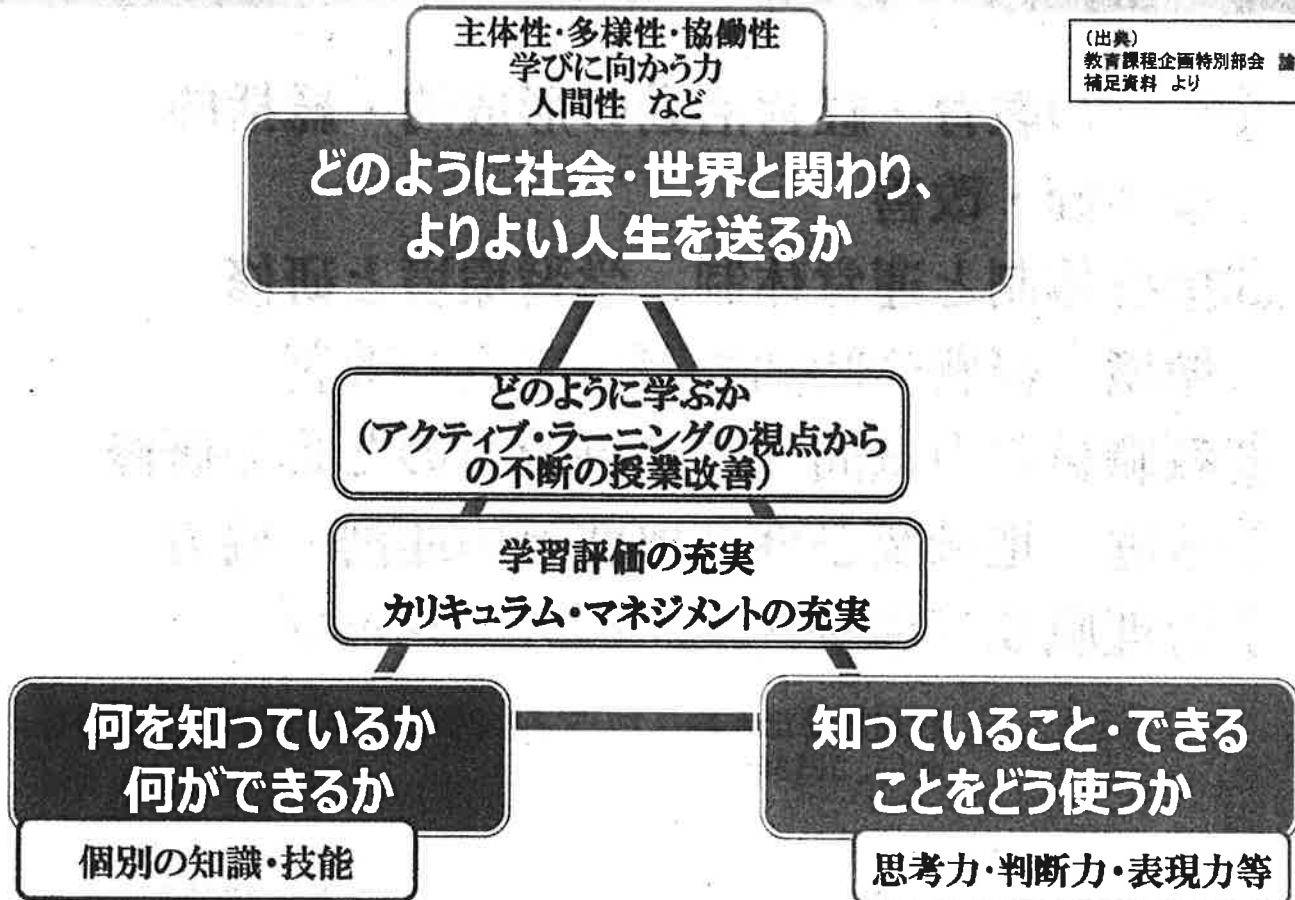 主体性・多様性・協働性
学びに向かう力
人間性 など
(出典)
教育課程企画特別部会
補足資料 より
どのように社会・世界と関わり、
よりよい人生を送るか
どのように学ぶか
(アクティブ・ラーニングの視点から
の不断の授業改善)
学習評価の充実
カリキュラム・マネジメントの充実
何を知っているか
何ができるか
個別の知識・技能
知っていること・できる
ことをどう使うか
思考力・判断力・表現力等